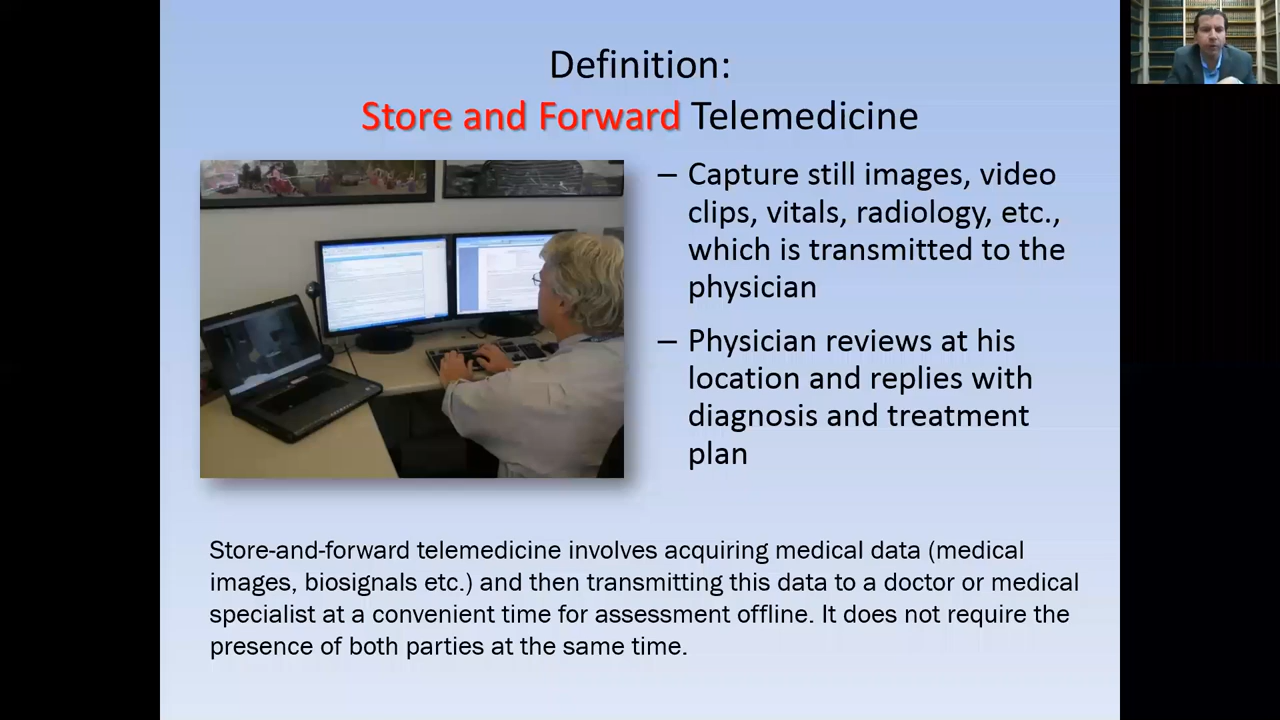 Definition:
Store and Forward Telemedicine
– Capture still images, video
clips, vitals, radiology, etc.,
which is transmitted to the
physician
– Physician reviews at his
location and replies with
diagnosis and treatment
plan
Store-and-forward telemedicine involves acquiring medical data (medical
images, biosignals etc.) and then transmitting this data to a doctor or medical
specialist at a convenient time for assessment offline. It does not require the
presence of both parties at the same time.